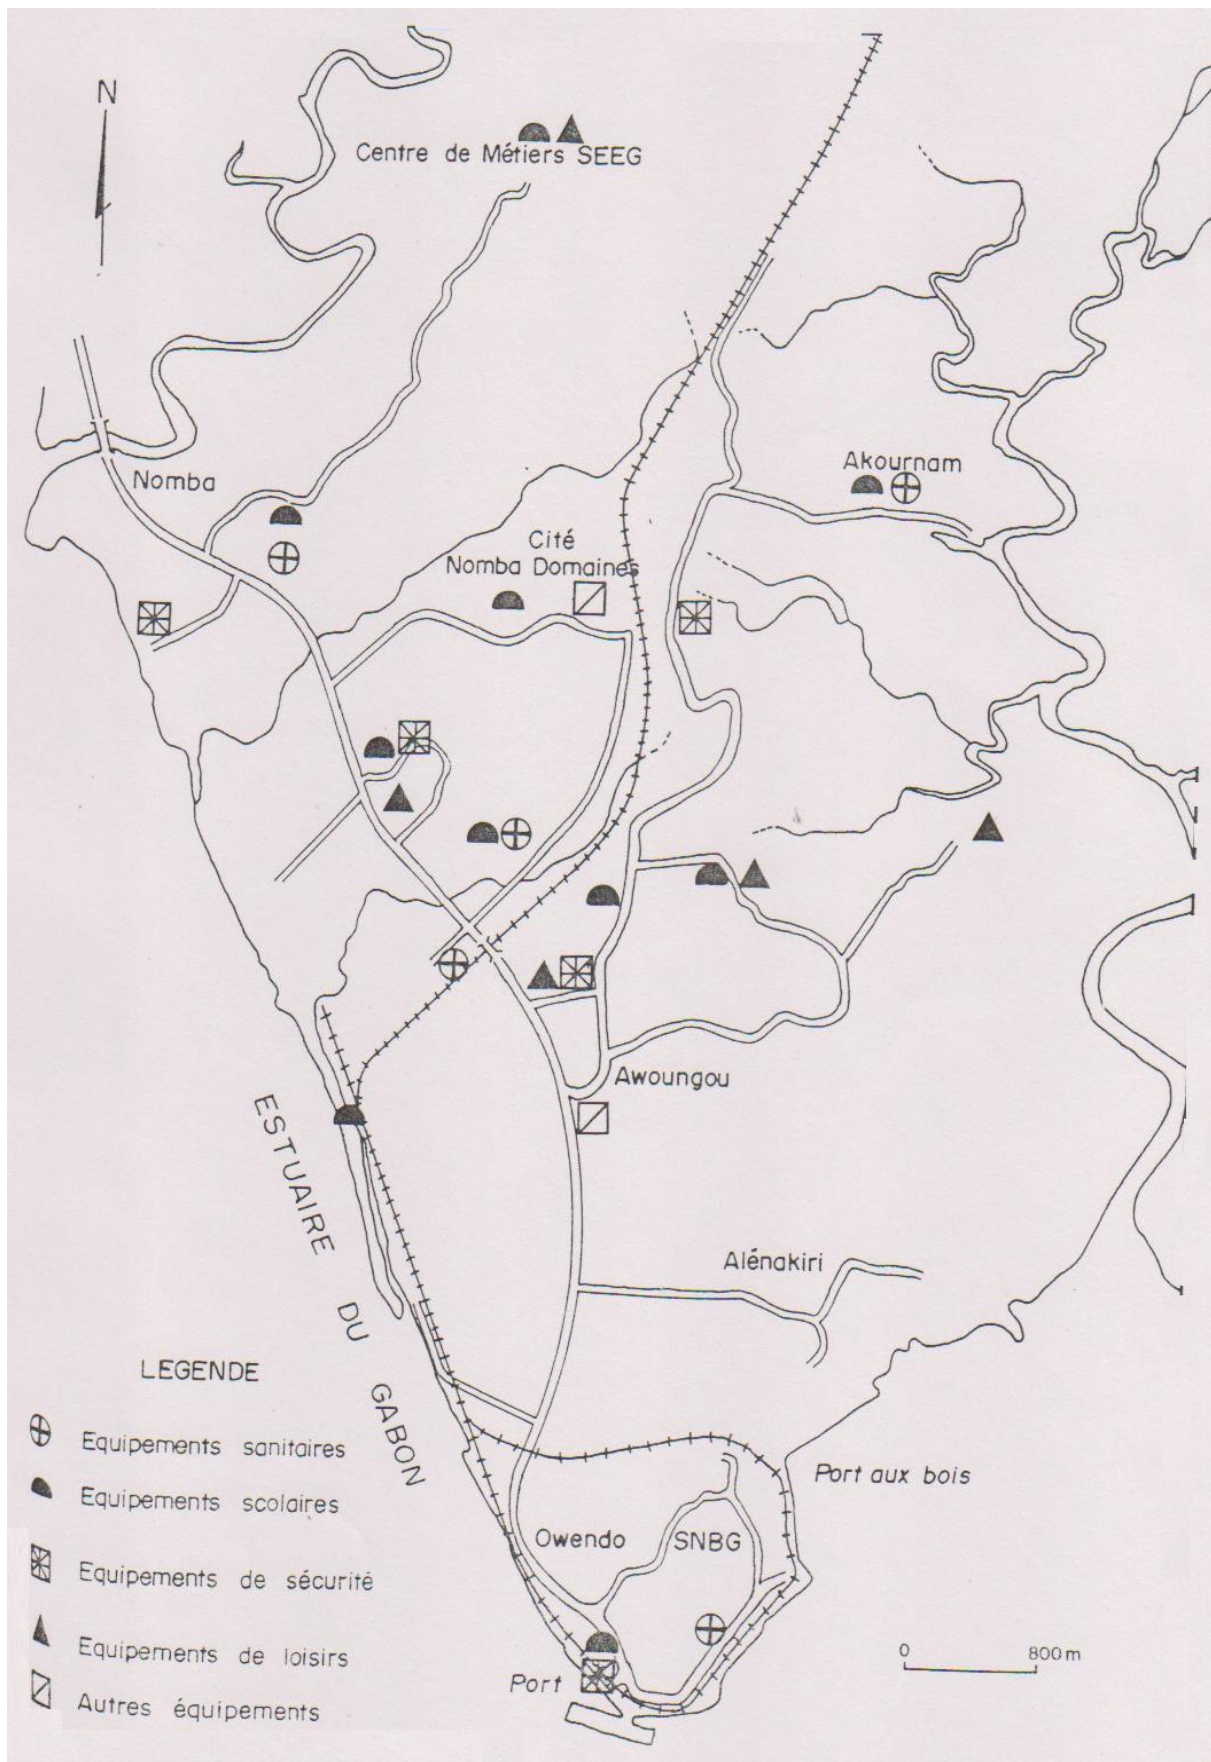 N
Centre de Métiers SEEG
Nomba
Akournam
Cité
Nomba Domaines
Awoungou
ESTUAIRE DU GABON
Alénakiri
LEGENDE
Equipements sanitaires
Equipements scolaires
Equipements de sécurité
Equipements de loisirs
Autres équipements
Port aux bois
Owendo
SNBG
Port
0 800m